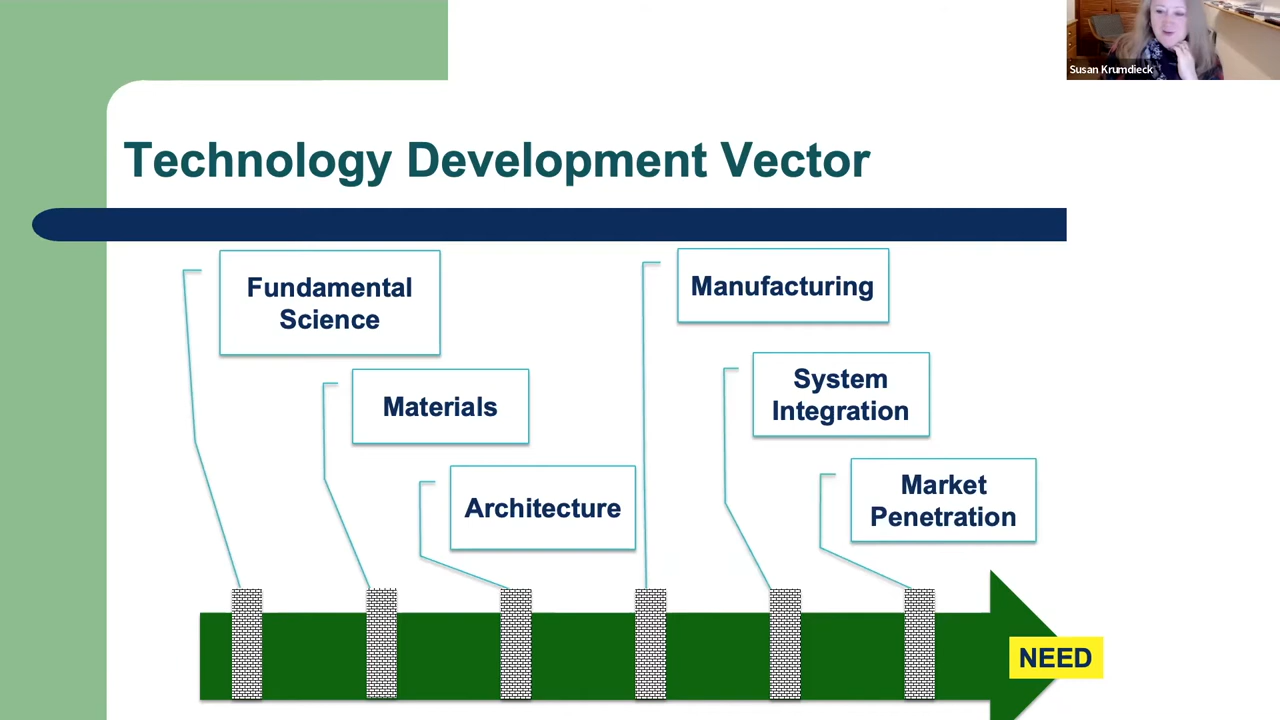 Susan Krumdieck
Technology Development Vector
Fundamental
Science
Materials
Architecture
Manufacturing
System
Integration
Market
Penetration
NEED